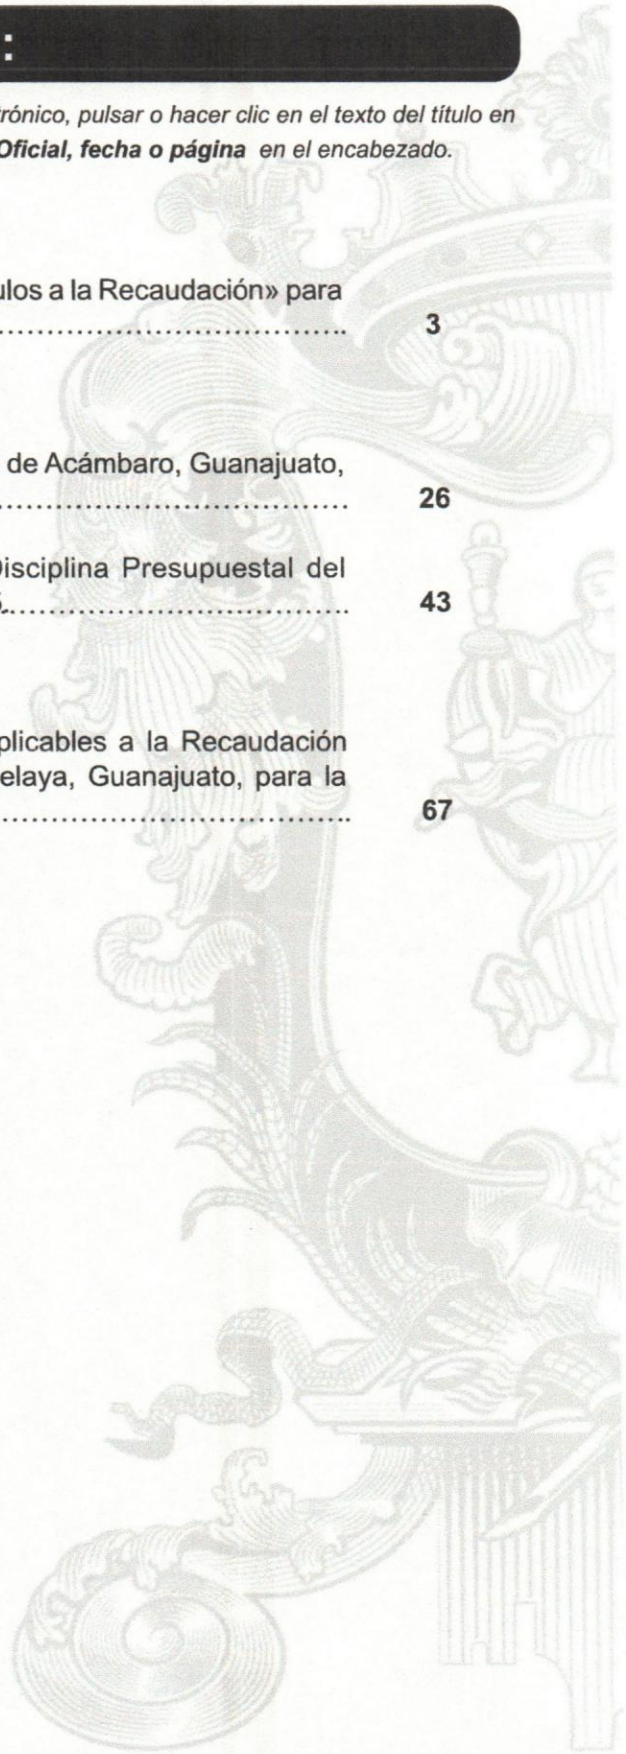 :
trónico, pulsar o hacer clic en el texto del título en
Oficial, fecha o página en el encabezado.
ulos a la Recaudación» para
........................................ 3
de Acámbaro, Guanajuato,
........................................ 26
Disciplina Presupuestal del
........................................ 43
plicables a la Recaudación
elaya, Guanajuato, para la
........................................ 67